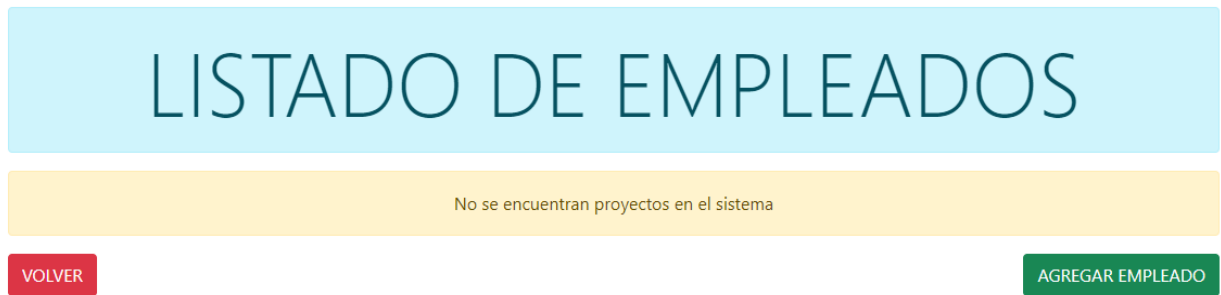 LISTADO DE EMPLEADOS
No se encuentran proyectos en el sistema
VOLVER
AGREGAR EMPLEADO